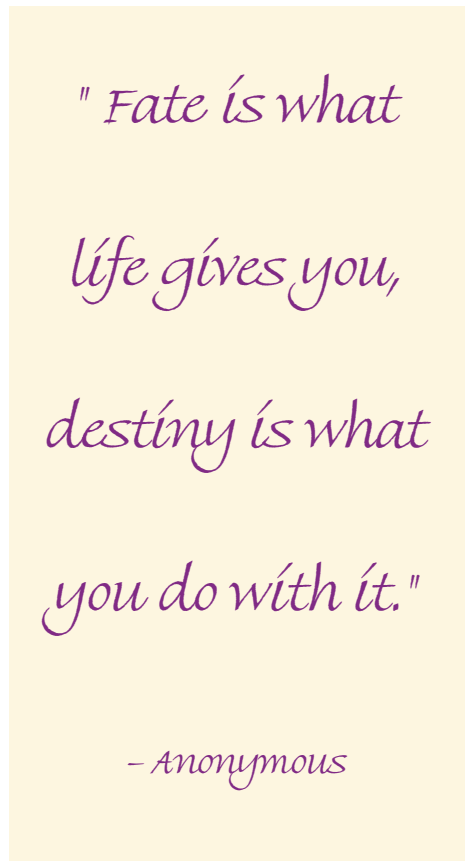 " Fate is what
life gives you,
destiny is what
you do with it."
– Anonymous